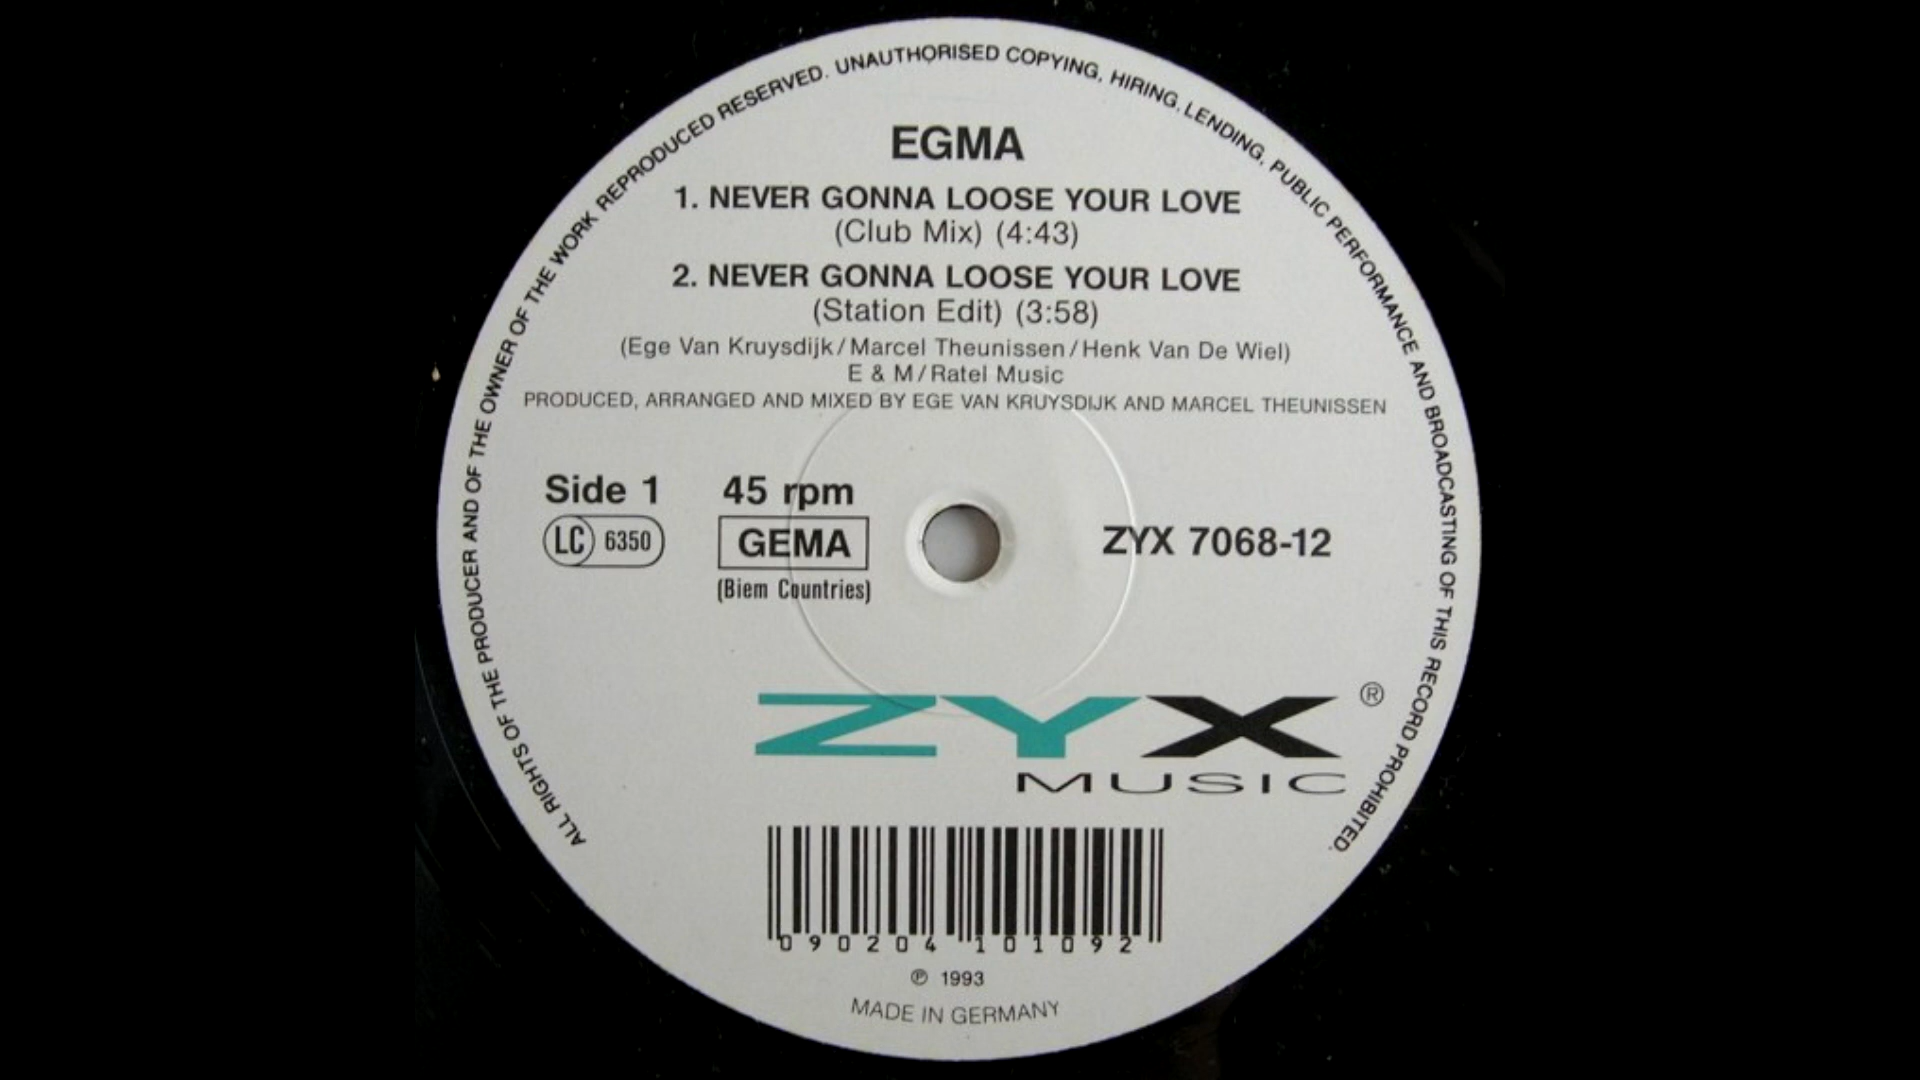 ALL RIGHTS OF THE PRODUCER AND OF THE OWNER OF THE WORK REPRODUCED RESERVED. UNAUTHORISED COPYING, HIRING, LENDING, PUBLIC PERFORMANCE AND BROADCASTING OF THIS RECORD PROHIBITED.
EGMA
1. NEVER GONNA LOOSE YOUR LOVE
(Club Mix) (4:43)
2. NEVER GONNA LOOSE YOUR LOVE
(Station Edit) (3:58)
(Ege Van Kruysdijk/Marcel Theunissen/Henk Van De Wiel)
E & M/Ratel Music
PRODUCED, ARRANGED AND MIXED BY EGE VAN KRUYSDIJK AND MARCEL THEUNISSEN
Side 1 45 rpm
LC 6350 GEMA ZYX 7068-12
(Biem Countries)
ZYX ®
MUSIC
090204 101092
℗ 1993
MADE IN GERMANY